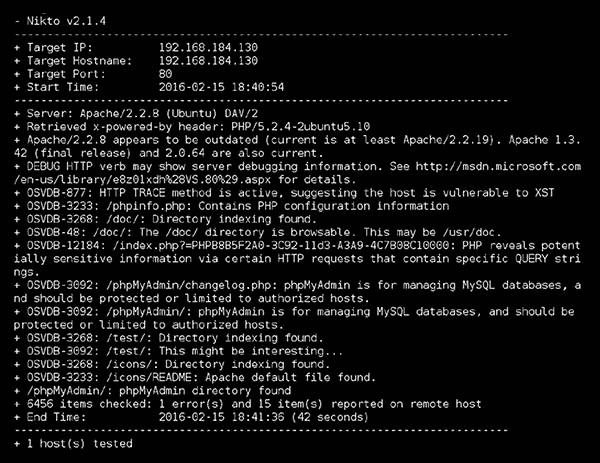 - Nikto v2.1.4
---------------------------------------------------------------------------
+ Target IP:          192.168.184.130
+ Target Hostname:    192.168.184.130
+ Target Port:        80
+ Start Time:         2016-02-15 18:40:54
---------------------------------------------------------------------------
+ Server: Apache/2.2.8 (Ubuntu) DAV/2
+ Retrieved x-powered-by header: PHP/5.2.4-2ubuntu5.10
+ Apache/2.2.8 appears to be outdated (current is at least Apache/2.2.19). Apache 1.3.
42 (final release) and 2.0.64 are also current.
+ DEBUG HTTP verb may show server debugging information. See http://msdn.microsoft.com
/en-us/library/e8z01xdh%28VS.80%29.aspx for details.
+ OSVDB-877: HTTP TRACE method is active, suggesting the host is vulnerable to XST
+ OSVDB-3233: /phpinfo.php: Contains PHP configuration information
+ OSVDB-3268: /doc/: Directory indexing found.
+ OSVDB-48: /doc/: The /doc/ directory is browsable. This may be /usr/doc.
+ OSVDB-12184: /index.php?=PHPB8B5F2A0-3C92-11d3-A3A9-4C7B08C10000: PHP reveals potent
ially sensitive information via certain HTTP requests that contain specific QUERY stri
ngs.
+ OSVDB-3092: /phpMyAdmin/changelog.php: phpMyAdmin is for managing MySQL databases, a
nd should be protected or limited to authorized hosts.
+ OSVDB-3092: /phpMyAdmin/: phpMyAdmin is for managing MySQL databases, and should be
protected or limited to authorized hosts.
+ OSVDB-3268: /test/: Directory indexing found.
+ OSVDB-3092: /test/: This might be interesting...
+ OSVDB-3268: /icons/: Directory indexing found.
+ OSVDB-3233: /icons/README: Apache default file found.
+ /phpMyAdmin/: phpMyAdmin directory found
+ 6456 items checked: 1 error(s) and 15 item(s) reported on remote host
+ End Time:           2016-02-15 18:41:36 (42 seconds)
---------------------------------------------------------------------------
+ 1 host(s) tested